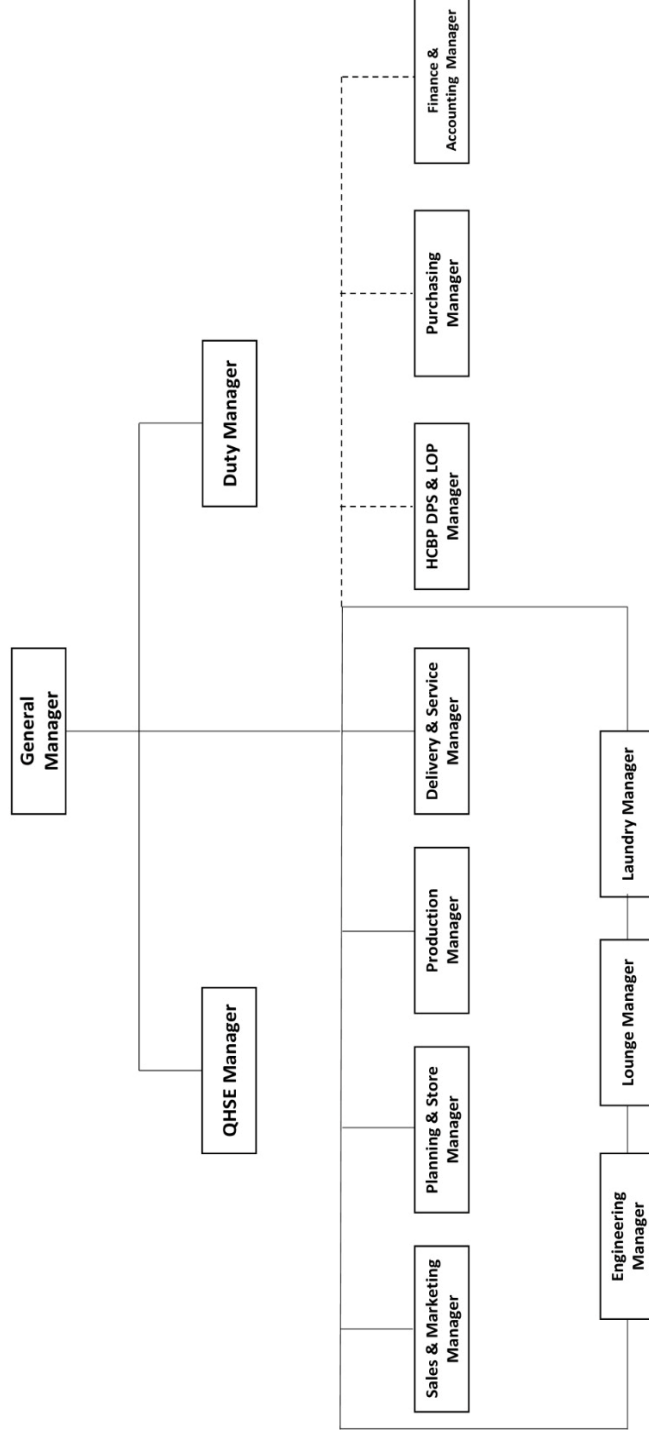 General
Manager
QHSE Manager
Duty Manager
Sales & Marketing
Manager
Planning & Store
Manager
Production
Manager
Delivery & Service
Manager
HCBP DPS & LOP
Manager
Purchasing
Manager
Finance &
Accounting Manager
Engineering
Manager
Lounge Manager
Laundry Manager